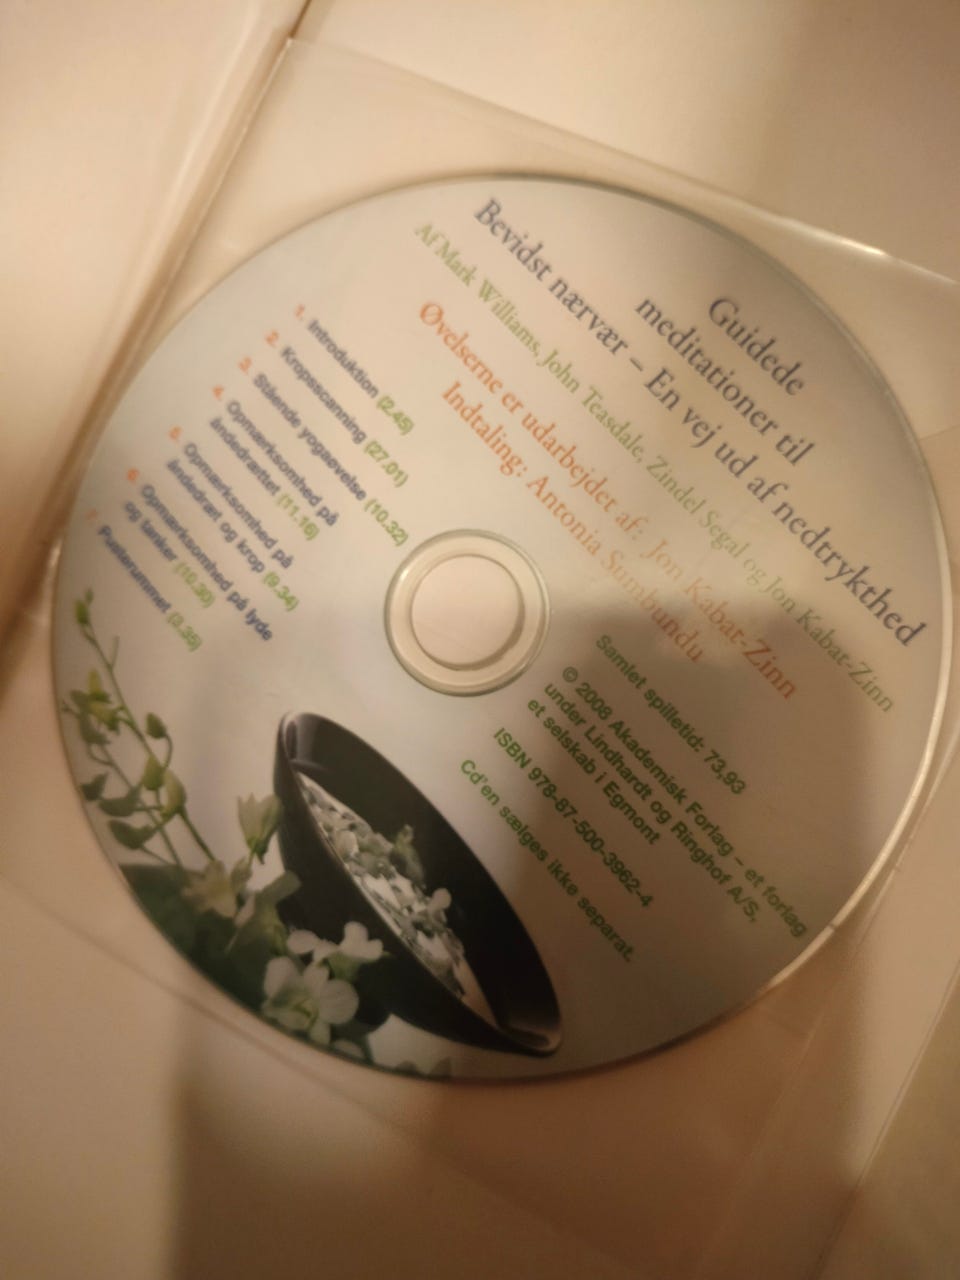 Guidede
meditationer til
Bevidst nærvær – En vej ud af nedtrykthed
Af Mark Williams, John Teasdale, Zindel Segal og Jon Kabat-Zinn
Øvelserne er udarbejdet af: Jon Kabat-Zinn
Indtaling: Antonia Sumbundu
1. Introduktion (2.45)
2. Kropsscanning (27.01)
3. Stående yogaøvelse (10.32)
4. Opmærksomhed på
åndedrættet (11.16)
5. Opmærksomhed på
åndedræt og krop (9.34)
6. Opmærksomhed på lyde
og tanker (10.30)
7. Pusterummet (3.35)
Samlet spilletid: 73,93
© 2008 Akademisk Forlag – et forlag
under Lindhardt og Ringhof A/S,
et selskab i Egmont
ISBN 978-87-500-3962-4
Cd'en sælges ikke separat.